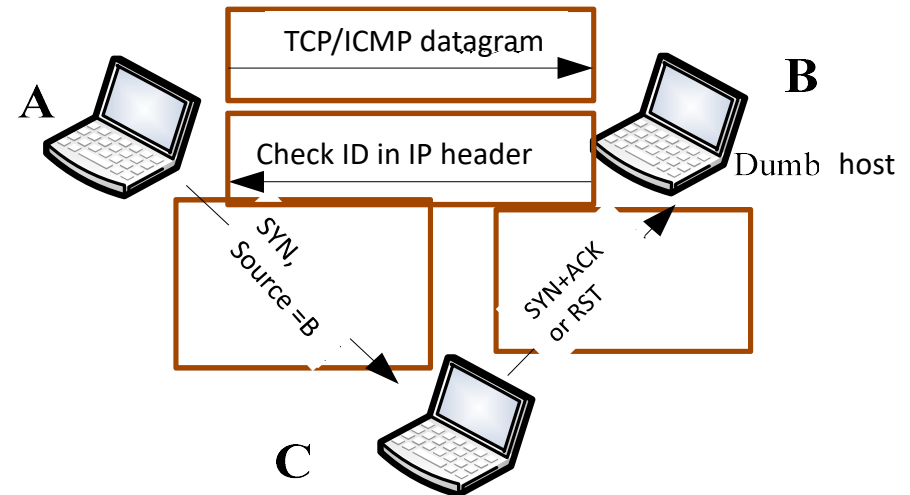 TCP/ICMP datagram
A
B
Check ID in IP header
Dumb host
SYN,
Source =B
SYN+ACK
or RST
C